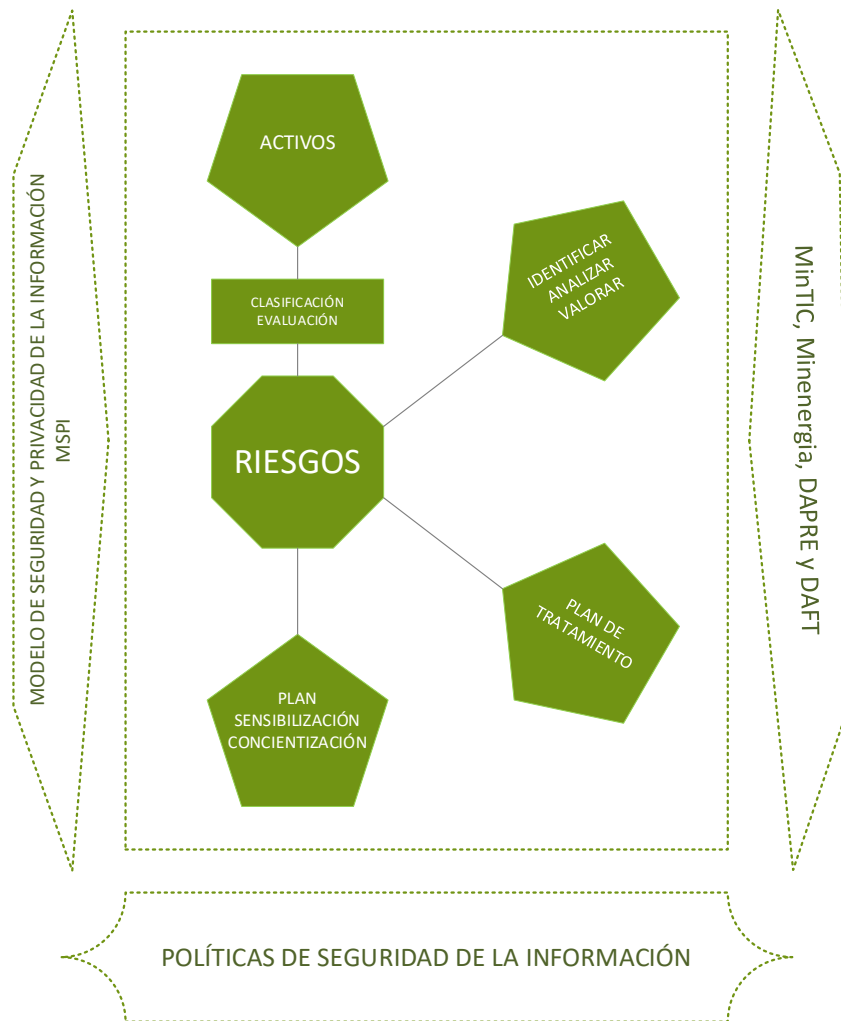 ACTIVOS
CLASIFICACIÓN
EVALUACIÓN
IDENTIFICAR
ANALIZAR
VALORAR
RIESGOS
PLAN DE
TRATAMIENTO
PLAN
SENSIBILIZACIÓN
CONCIENTIZACIÓN
MODELO DE SEGURIDAD Y PRIVACIDAD DE LA INFORMACIÓN
MSPI
MinTIC, Minenergia, DAPRE y DAFT
POLÍTICAS DE SEGURIDAD DE LA INFORMACIÓN